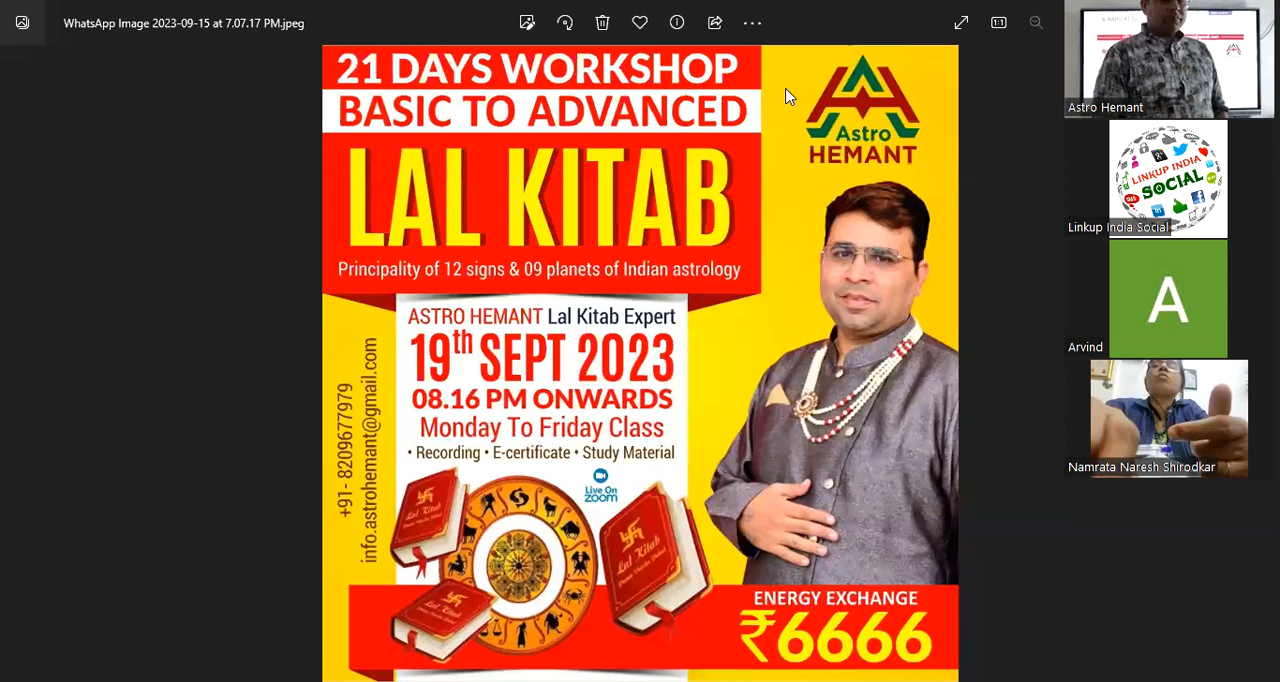 WhatsApp Image 2023-09-15 at 7.07.17 PM.jpeg
21 DAYS WORKSHOP
BASIC TO ADVANCED
LAL KITAB
Principality of 12 signs & 09 planets of Indian astrology
Astro
HEMANT
ASTRO HEMANT Lal Kitab Expert
19th SEPT 2023
08.16 PM ONWARDS
Monday To Friday Class
• Recording • E-certificate • Study Material
Live On
zoom
+91- 8209677979
info.astrohemant@gmail.com
Lal Kitab
Lal Kitab
Lal Kitab
ENERGY EXCHANGE
₹6666
Astro Hemant
LINKUP INDIA
SOCIAL
Linkup India Social
A
Arvind
Namrata Naresh Shirodkar
1:1